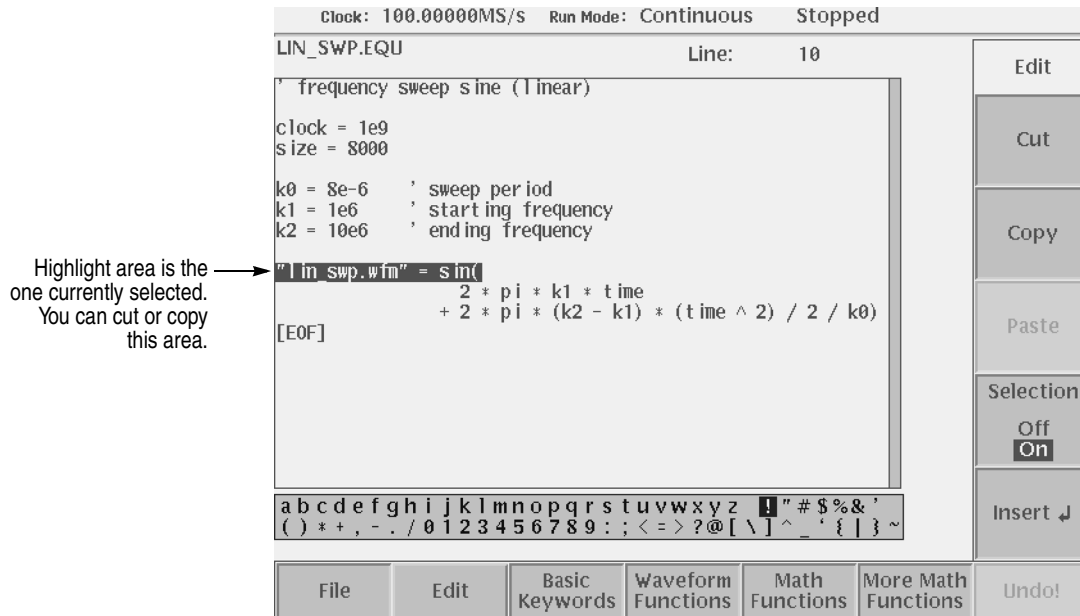 Clock: 100.00000MS/s Run Mode: Continuous Stopped
LIN_SWP.EQU Line: 10
' frequency sweep sine (linear)
clock = 1e9
size = 8000
k0 = 8e-6 ' sweep period
k1 = 1e6 ' starting frequency
k2 = 10e6 ' ending frequency
"lin_swp.wfm" = sin(
2 * pi * k1 * time
+ 2 * pi * (k2 - k1) * (time ^ 2) / 2 / k0)
[EOF]
Highlight area is the
one currently selected.
You can cut or copy
this area.
a b c d e f g h i j k l m n o p q r s t u v w x y z ! " # $ % & '
( ) * + , - . / 0 1 2 3 4 5 6 7 8 9 : ; < = > ? @ [ \ ] ^ _ ‘ { | } ~
Edit
Cut
Copy
Paste
Selection
Off
On
Insert ↲
File
Edit
Basic
Keywords
Waveform
Functions
Math
Functions
More Math
Functions
Undo!